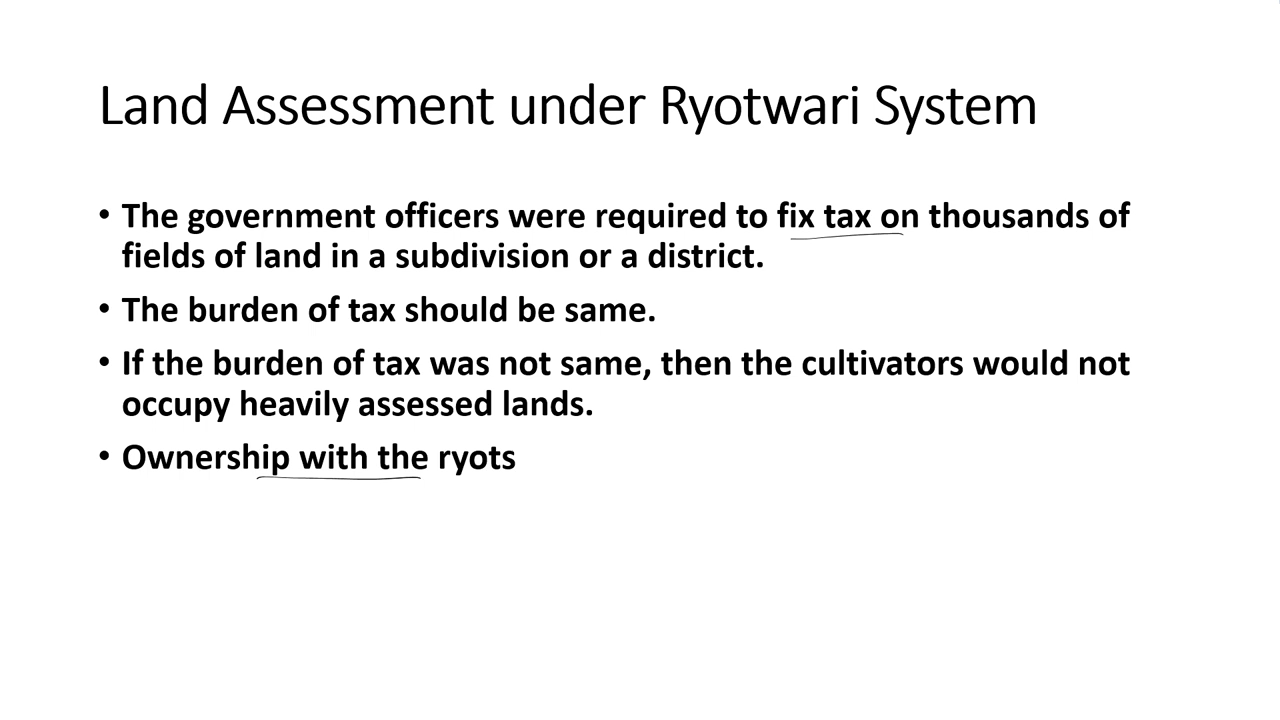 Land Assessment under Ryotwari System
• The government officers were required to fix tax on thousands of
fields of land in a subdivision or a district.
• The burden of tax should be same.
• If the burden of tax was not same, then the cultivators would not
occupy heavily assessed lands.
• Ownership with the ryots